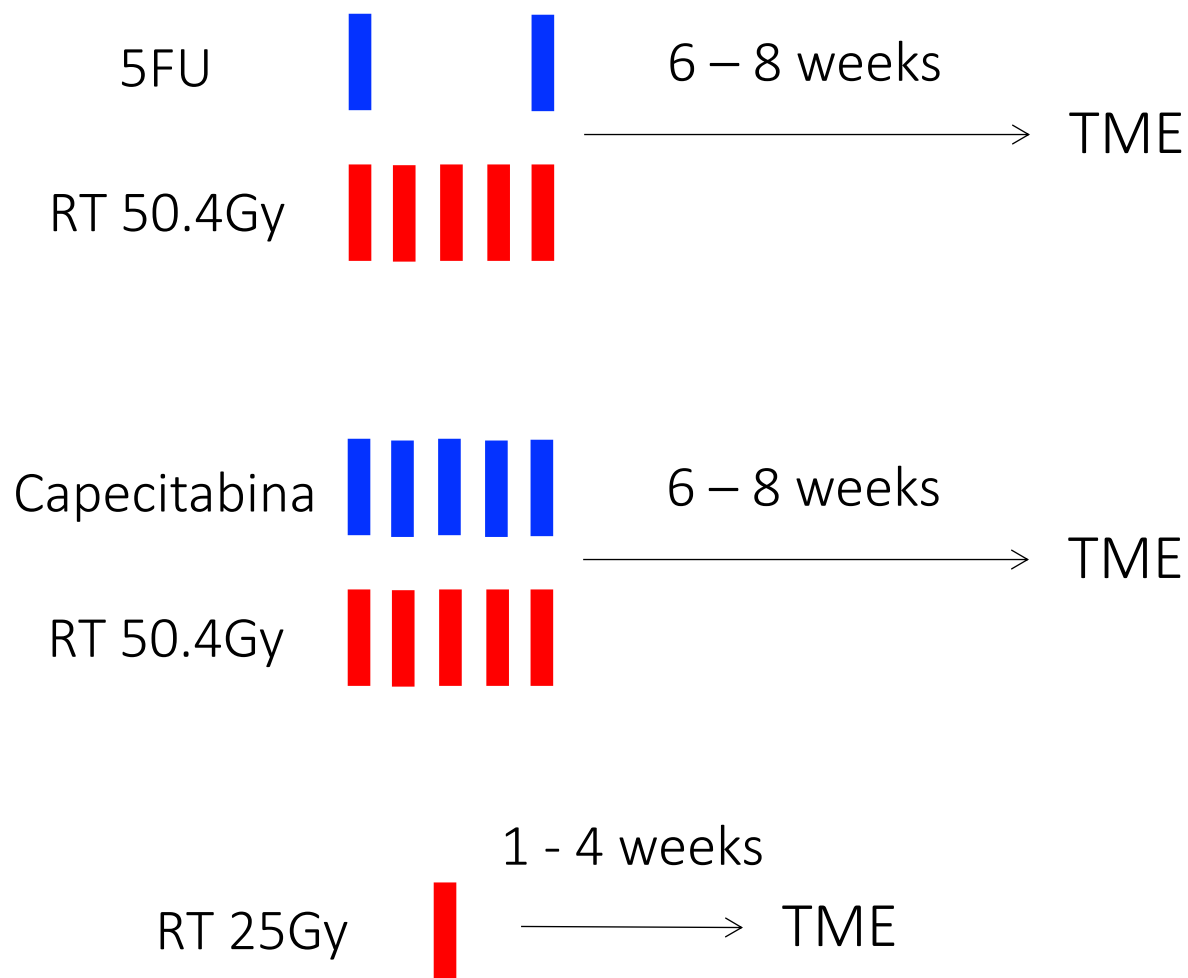 5FU
6 – 8 weeks
TME
RT 50.4Gy
Capecitabina
6 – 8 weeks
TME
RT 50.4Gy
1 - 4 weeks
RT 25Gy
TME